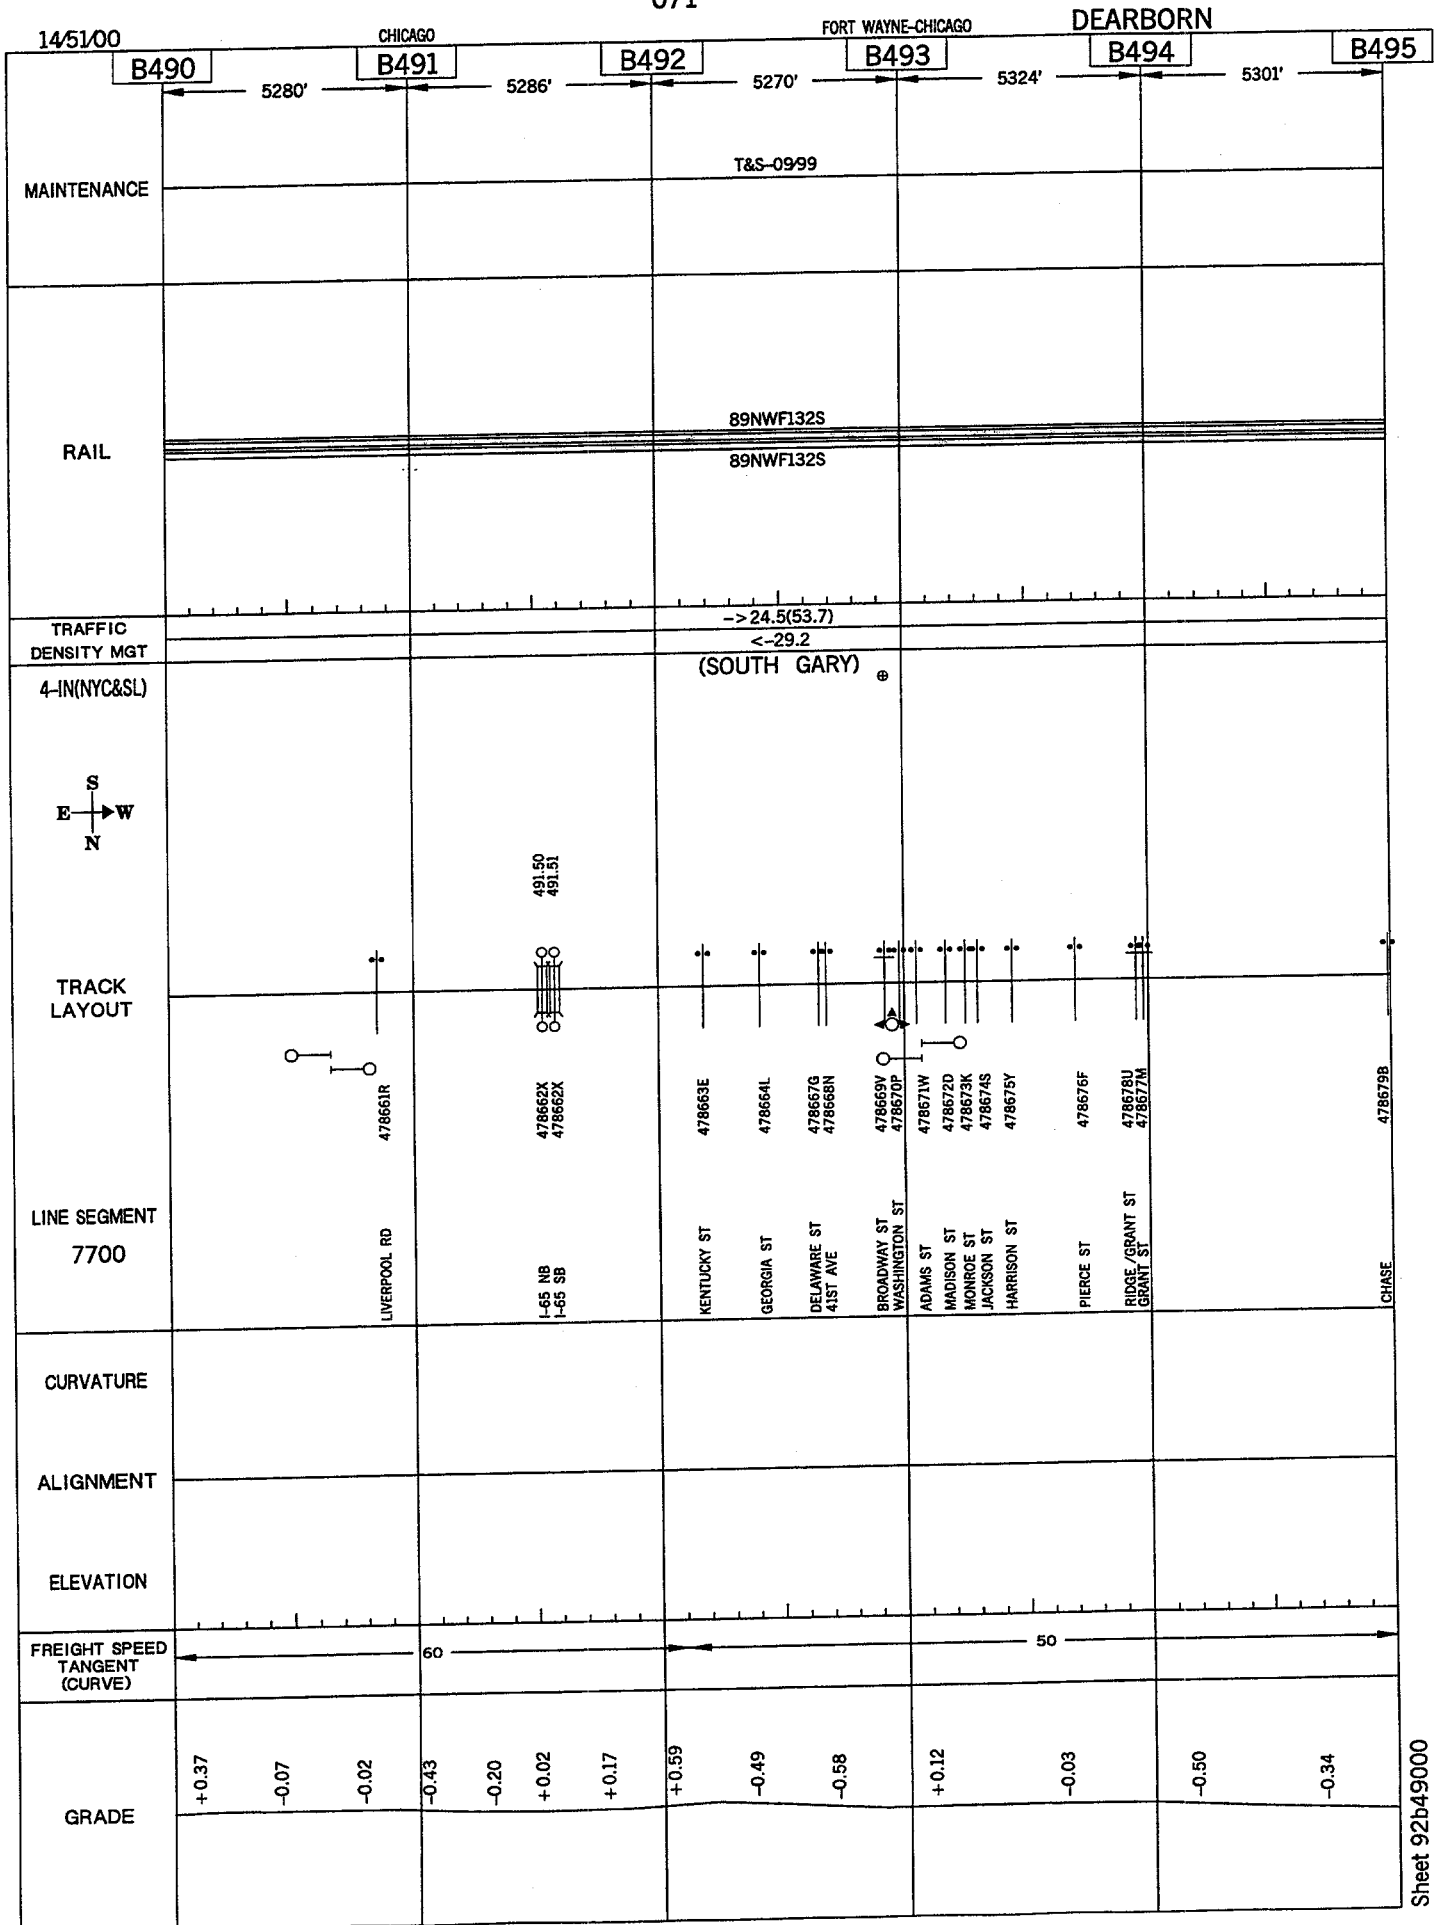 671
14/51/00
CHICAGO
FORT WAYNE-CHICAGO
DEARBORN
B490
B491
B492
B493
B494
B495
5280'
5286'
5270'
5324'
5301'
MAINTENANCE
T&S-09/99
RAIL
89NWF132S
89NWF132S
TRAFFIC
DENSITY MGT
->24.5(53.7)
<-29.2
4-IN(NYC&SL)
(SOUTH GARY)
S
E W
N
491.50
491.51
TRACK
LAYOUT
478661R
478662X
478662X
478663E
478664L
478667G
478668N
478669V
478670P
478671W
478672D
478673K
478674S
478675Y
478676F
478678U
478677M
478679B
LINE SEGMENT
7700
LIVERPOOL RD
I-65 NB
I-65 SB
KENTUCKY ST
GEORGIA ST
DELAWARE ST
41ST AVE
BROADWAY ST
WASHINGTON ST
ADAMS ST
MADISON ST
MONROE ST
JACKSON ST
HARRISON ST
PIERCE ST
RIDGE/GRANT ST
GRANT ST
CHASE
CURVATURE
ALIGNMENT
ELEVATION
FREIGHT SPEED
TANGENT
(CURVE)
60
50
GRADE
+0.37
-0.07
-0.02
-0.43
-0.20
+0.02
+0.17
+0.59
-0.49
-0.58
+0.12
-0.03
-0.50
-0.34
Sheet 92b49000